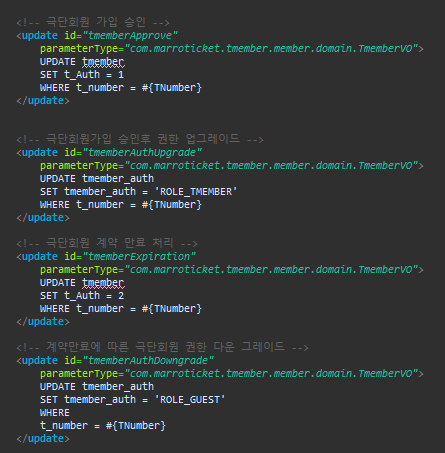 <!-- 극단회원 가입 승인 -->
<update id="tmemberApprove"
parameterType="com.marroticket.tmember.member.domain.TmemberVO">
UPDATE tmember
SET t_Auth = 1
WHERE t_number = #{TNumber}
</update>
<!-- 극단회원가입 승인후 권한 업그레이드 -->
<update id="tmemberAuthUpgrade"
parameterType="com.marroticket.tmember.member.domain.TmemberVO">
UPDATE tmember_auth
SET tmember_auth = 'ROLE_TMEMBER'
WHERE t_number = #{TNumber}
</update>
<!-- 극단회원 계약 만료 처리 -->
<update id="tmemberExpiration"
parameterType="com.marroticket.tmember.member.domain.TmemberVO">
UPDATE tmember
SET t_Auth = 2
WHERE t_number = #{TNumber}
</update>
<!-- 계약만료에 따른 극단회원 권한 다운 그레이드 -->
<update id="tmemberAuthDowngrade"
parameterType="com.marroticket.tmember.member.domain.TmemberVO">
UPDATE tmember_auth
SET tmember_auth = 'ROLE_GUEST'
WHERE
t_number = #{TNumber}
</update>